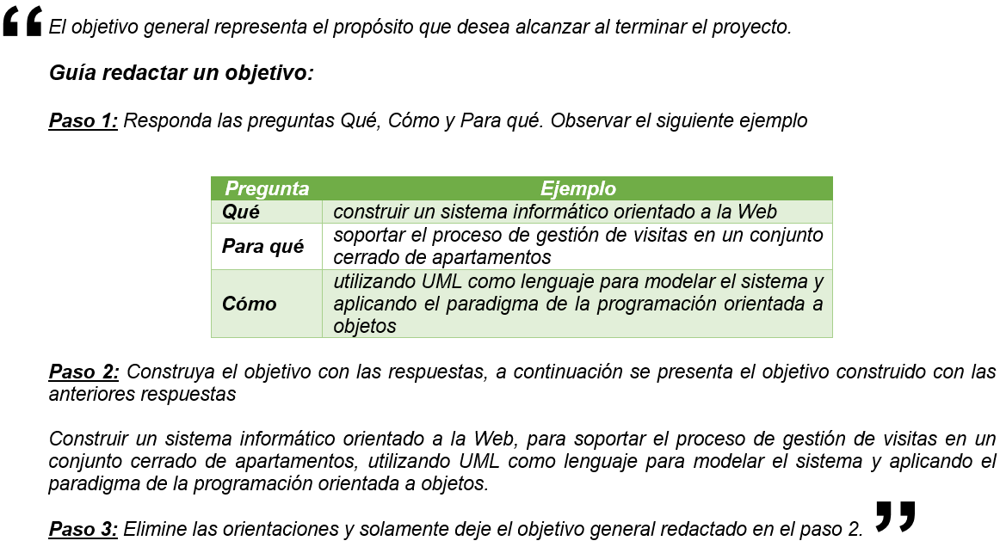 “ El objetivo general representa el propósito que desea alcanzar al terminar el proyecto.
Guía redactar un objetivo:
Paso 1: Responda las preguntas Qué, Cómo y Para qué. Observar el siguiente ejemplo
Pregunta Ejemplo
Qué construir un sistema informático orientado a la Web
Para qué soportar el proceso de gestión de visitas en un conjunto
cerrado de apartamentos
Cómo utilizando UML como lenguaje para modelar el sistema y
aplicando el paradigma de la programación orientada a
objetos
Paso 2: Construya el objetivo con las respuestas, a continuación se presenta el objetivo construido con las
anteriores respuestas
Construir un sistema informático orientado a la Web, para soportar el proceso de gestión de visitas en un
conjunto cerrado de apartamentos, utilizando UML como lenguaje para modelar el sistema y aplicando el
paradigma de la programación orientada a objetos.
Paso 3: Elimine las orientaciones y solamente deje el objetivo general redactado en el paso 2. ”